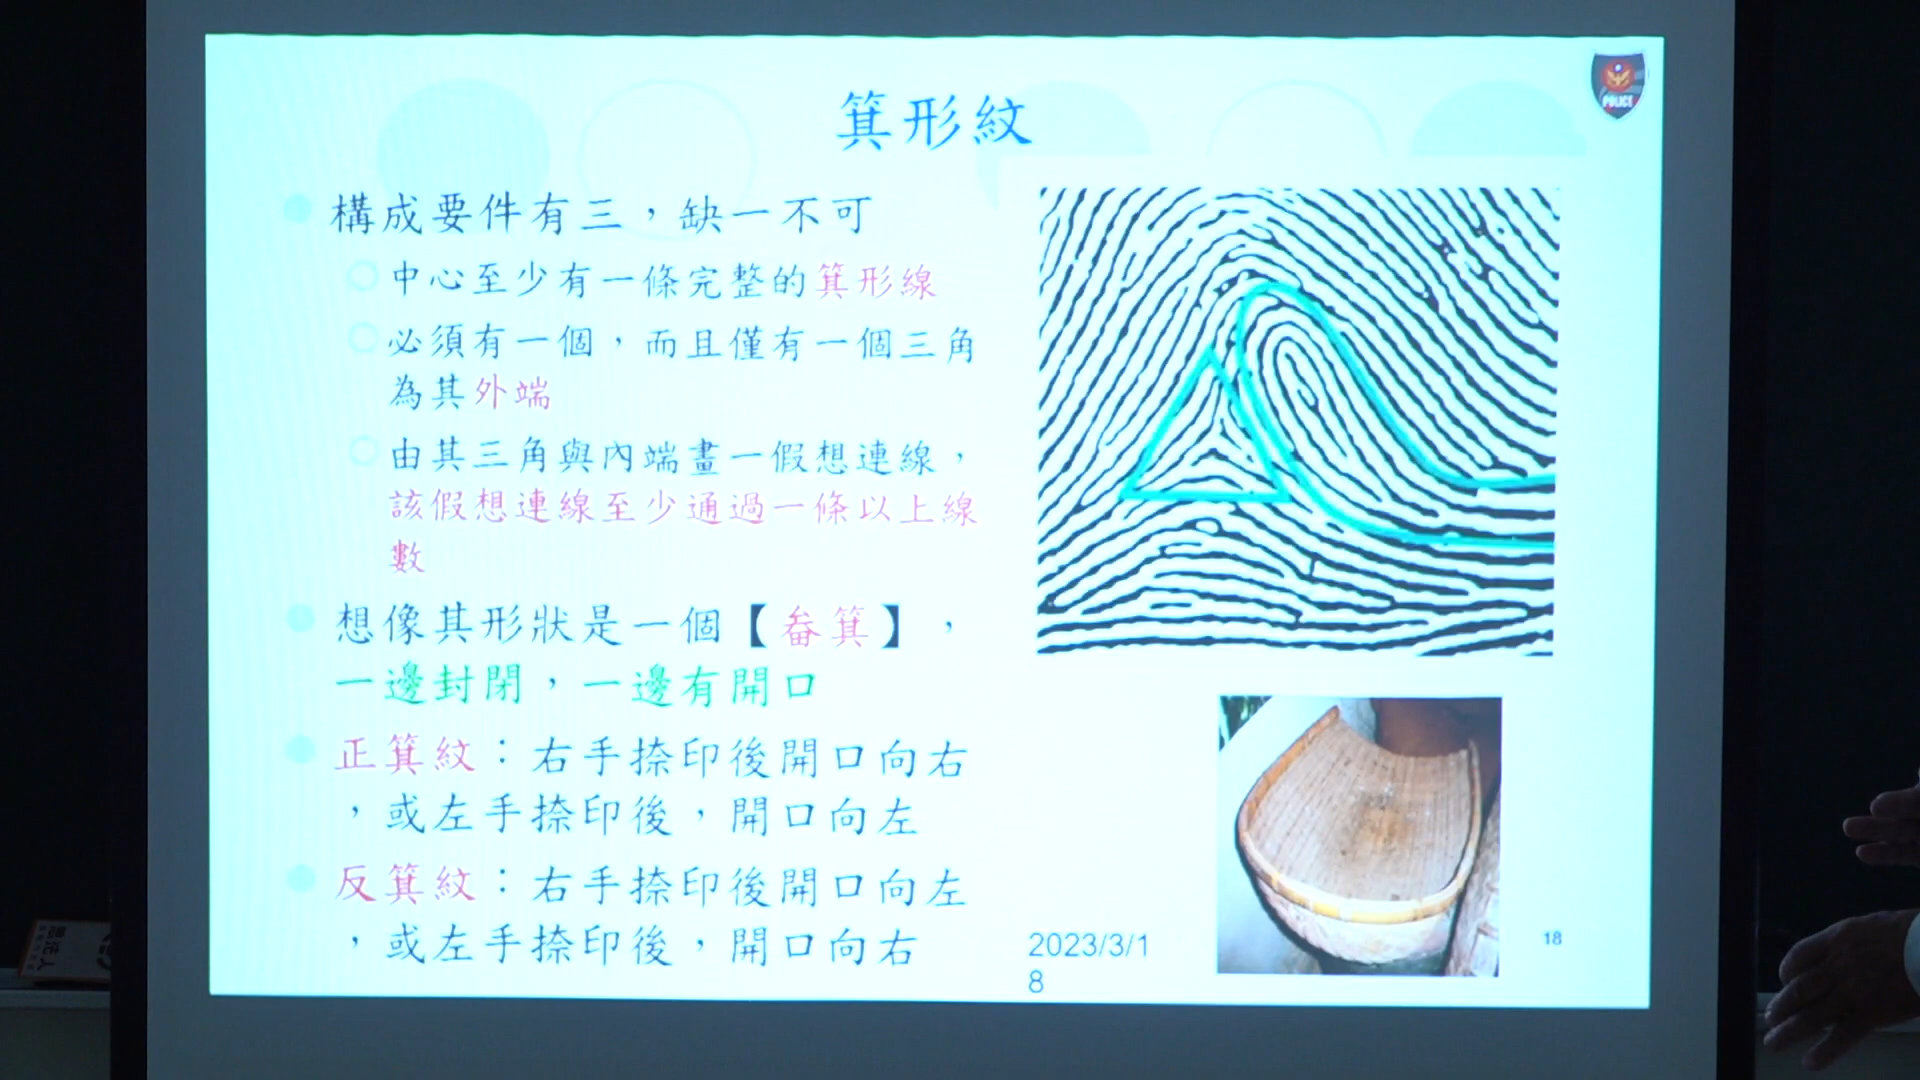 箕形紋
POLICE
構成要件有三，缺一不可
中心至少有一條完整的箕形線
必須有一個，而且僅有一個三角
為其外端
由其三角與內端畫一假想連線，
該假想連線至少通過一條以上線
數
想像其形狀是一個【畚箕】，
一邊封閉，一邊有開口
正箕紋：右手捺印後開口向右
，或左手捺印後，開口向左
反箕紋：右手捺印後開口向左
，或左手捺印後，開口向右
2023/3/1
8
18